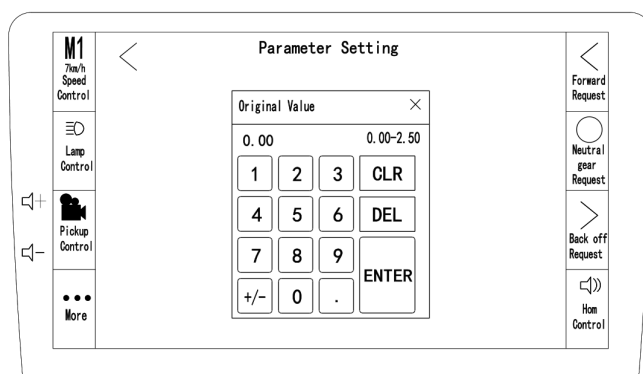 M1
7km/h
Speed
Control
Lamp
Control
Pickup
Control
More
Parameter Setting
Original Value
0.00
0.00-2.50
1 2 3 CLR
4 5 6 DEL
7 8 9
ENTER
+/- 0 .
Forward
Request
Neutral
gear
Request
Back off
Request
Hom
Control